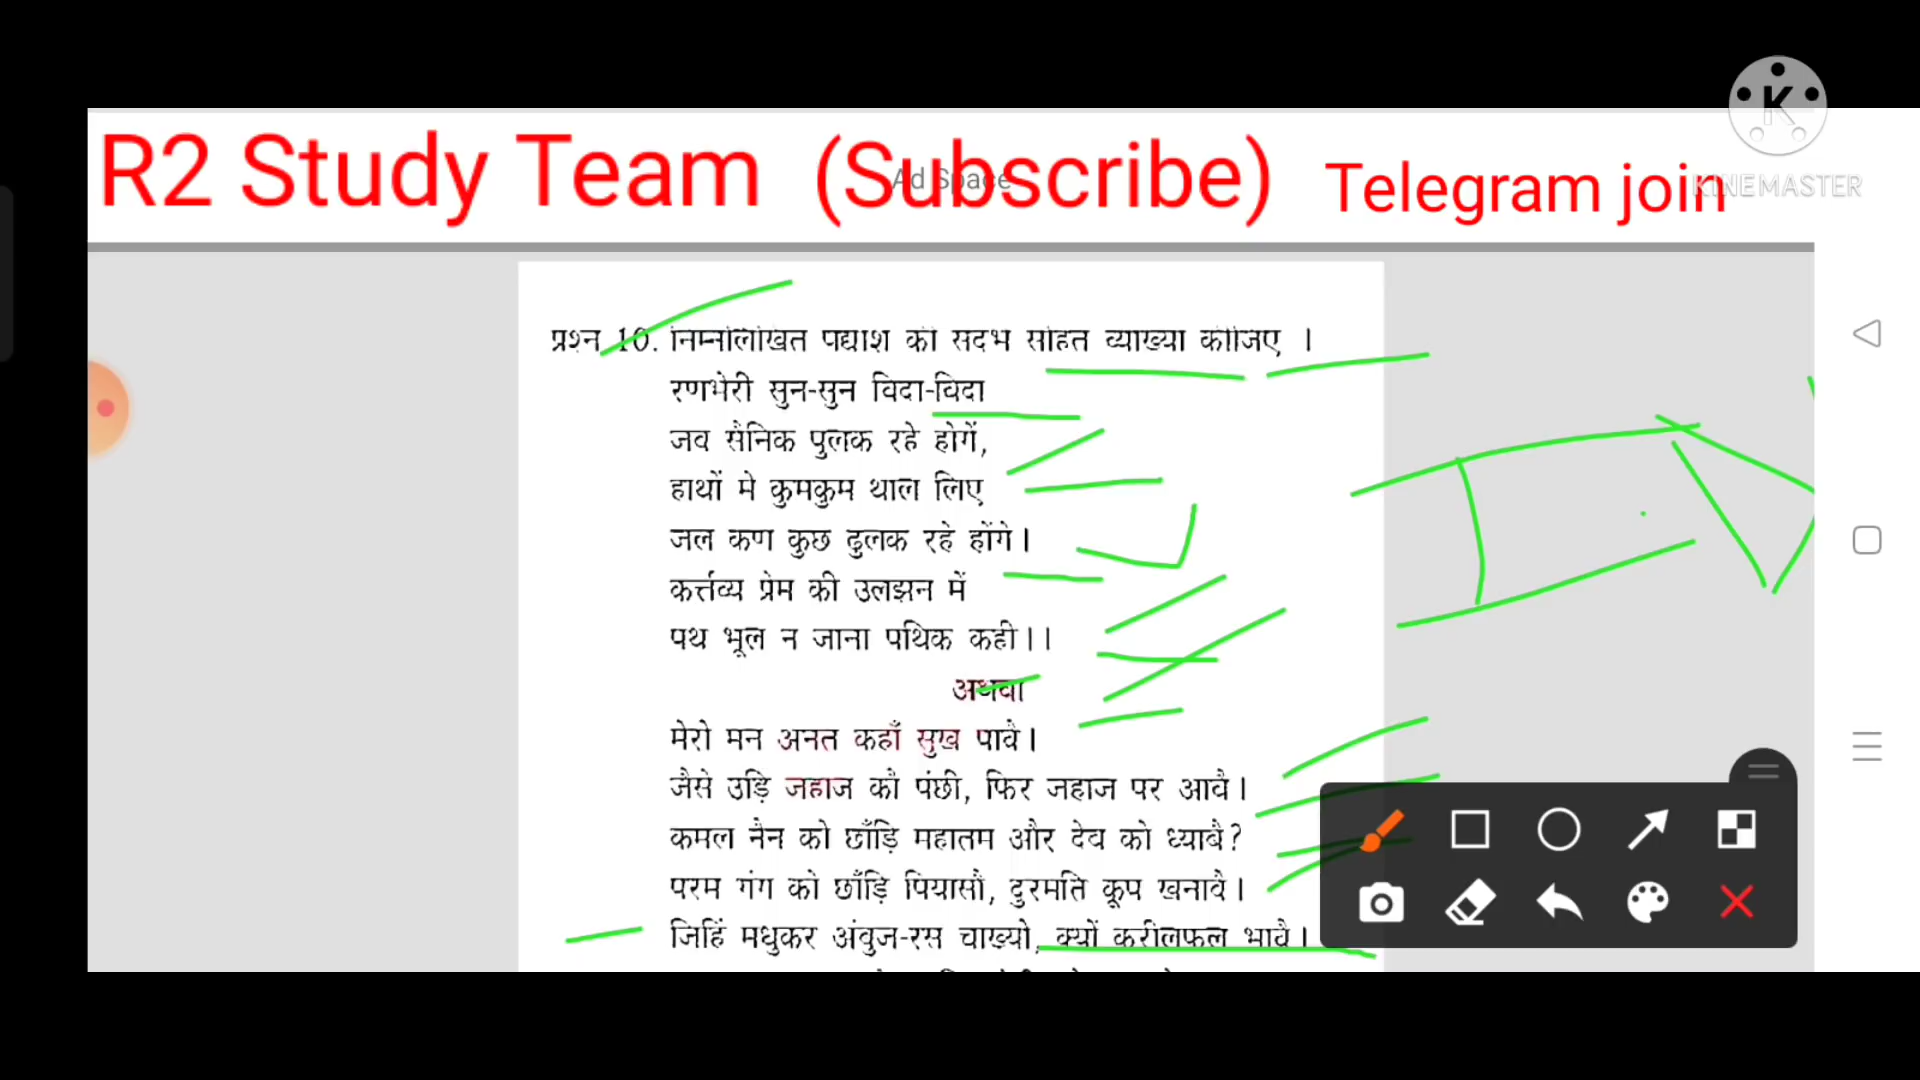 R2 Study Team (Subscribe) Telegram join
Ad Space
K
KINEMASTER
प्रश्न 10. निम्नलिखित पद्यांश की संदर्भ सहित व्याख्या कीजिए ।
रणभेरी सुन-सुन विदा-विदा
जव सैनिक पुलक रहे होगें,
हाथों मे कुमकुम थाल लिए
जल कण कुछ ढुलक रहे होंगे।
कर्त्तव्य प्रेम की उलझन में
पथ भूल न जाना पथिक कही।।
अथवा
मेरो मन अनत कहाँ सुख पावै।
जैसे उड़ि जहाज कौ पंछी, फिर जहाज पर आवै।
कमल नैन को छाँड़ि महातम और देव को ध्यावै?
परम गंग को छाँड़ि पियासौ, दुरमति कूप खनावै।
जिहिं मधुकर अंवुज-रस चाख्यो, क्यों करीलफल भावै।